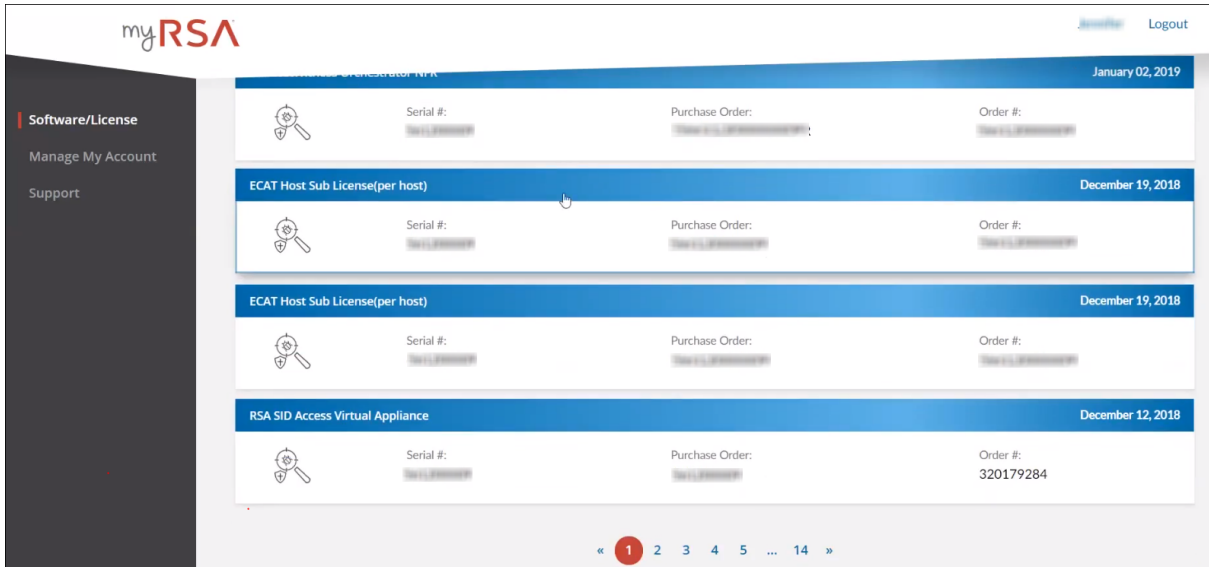 myRSA
Logout
Orchestrator NFR January 02, 2019
Software/License
Manage My Account
Support
Serial #: Purchase Order: Order #:
ECAT Host Sub License(per host) December 19, 2018
Serial #: Purchase Order: Order #:
ECAT Host Sub License(per host) December 19, 2018
Serial #: Purchase Order: Order #:
RSA SID Access Virtual Appliance December 12, 2018
Serial #: Purchase Order: Order #:
320179284
« 1 2 3 4 5 ... 14 »